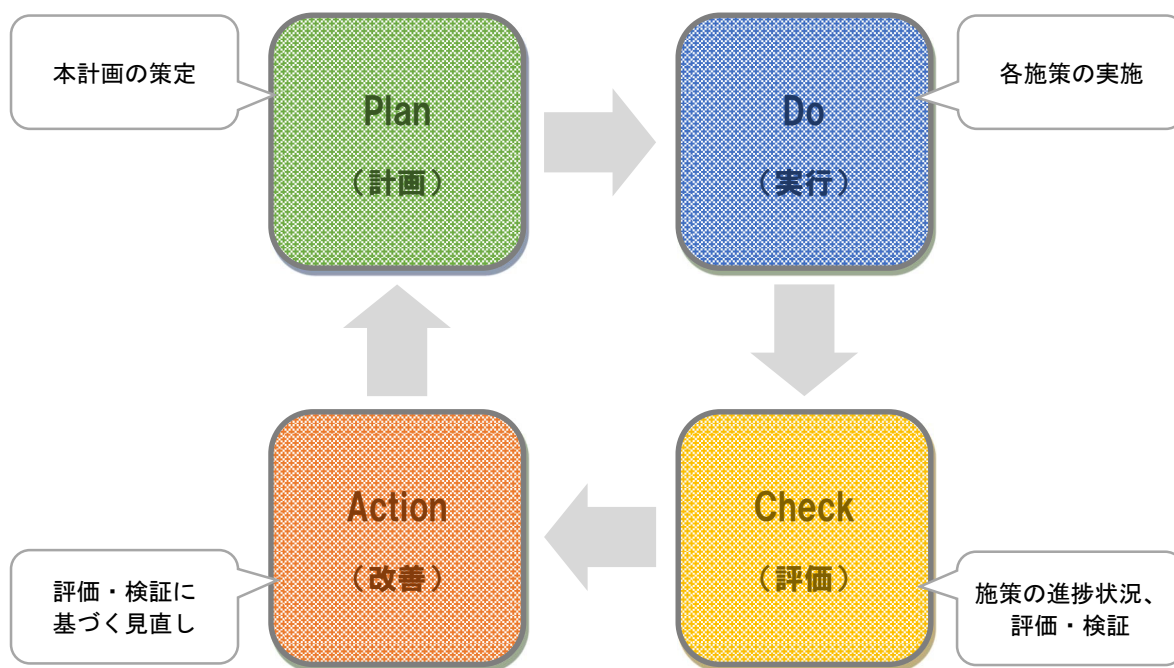 本計画の策定
Plan
（計画）
Do
（実行）
各施策の実施
Action
（改善）
評価・検証に
基づく見直し
Check
（評価）
施策の進捗状況、
評価・検証